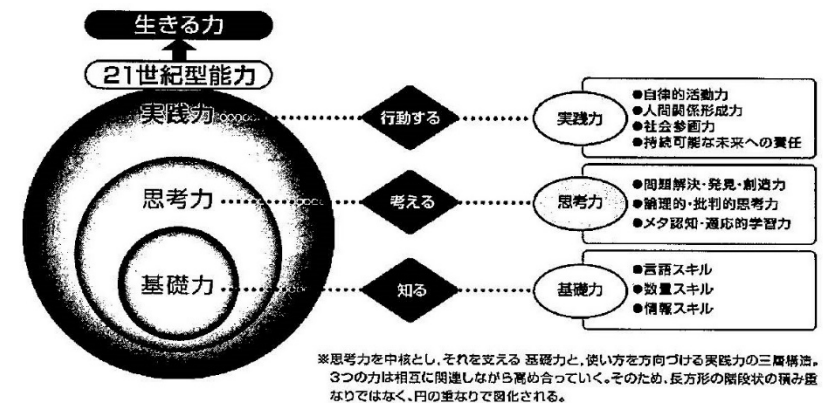 生きる力
21世紀型能力
実践力
行動する
実践力
●自律的活動力
●人間関係形成力
●社会参画力
●持続可能な未来への責任
思考力
考える
思考力
●問題解決・発見・創造力
●論理的・批判的思考力
●メタ認知・適応的学習力
基礎力
知る
基礎力
●言語スキル
●数量スキル
●情報スキル
※思考力を中核とし、それを支える 基礎力と、使い方を方向づける実践力の三層構造。
3つの力は相互に関連しながら高め合っていく。そのため、長方形の階段状の積み重
なりではなく、円の重なりで図化される。